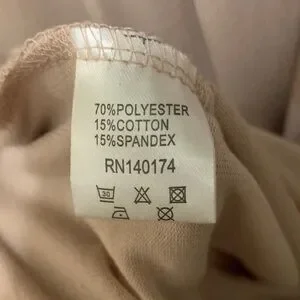 70%POLYESTER
15%COTTON
15%SPANDEX
RN140174
30